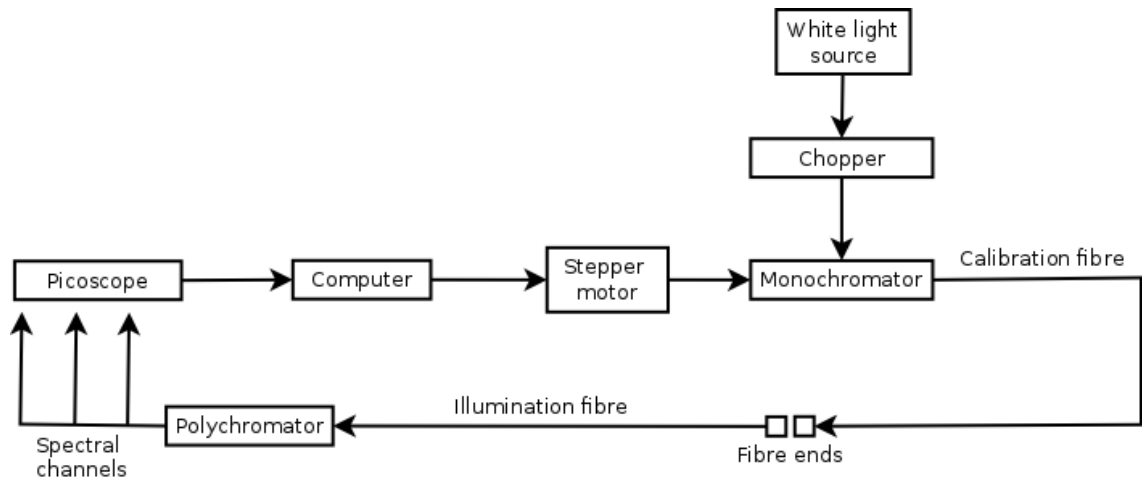 White light
source
Chopper
Calibration fibre
Picoscope
Computer
Stepper
motor
Monochromator
Illumination fibre
Polychromator
Spectral
channels
Fibre ends